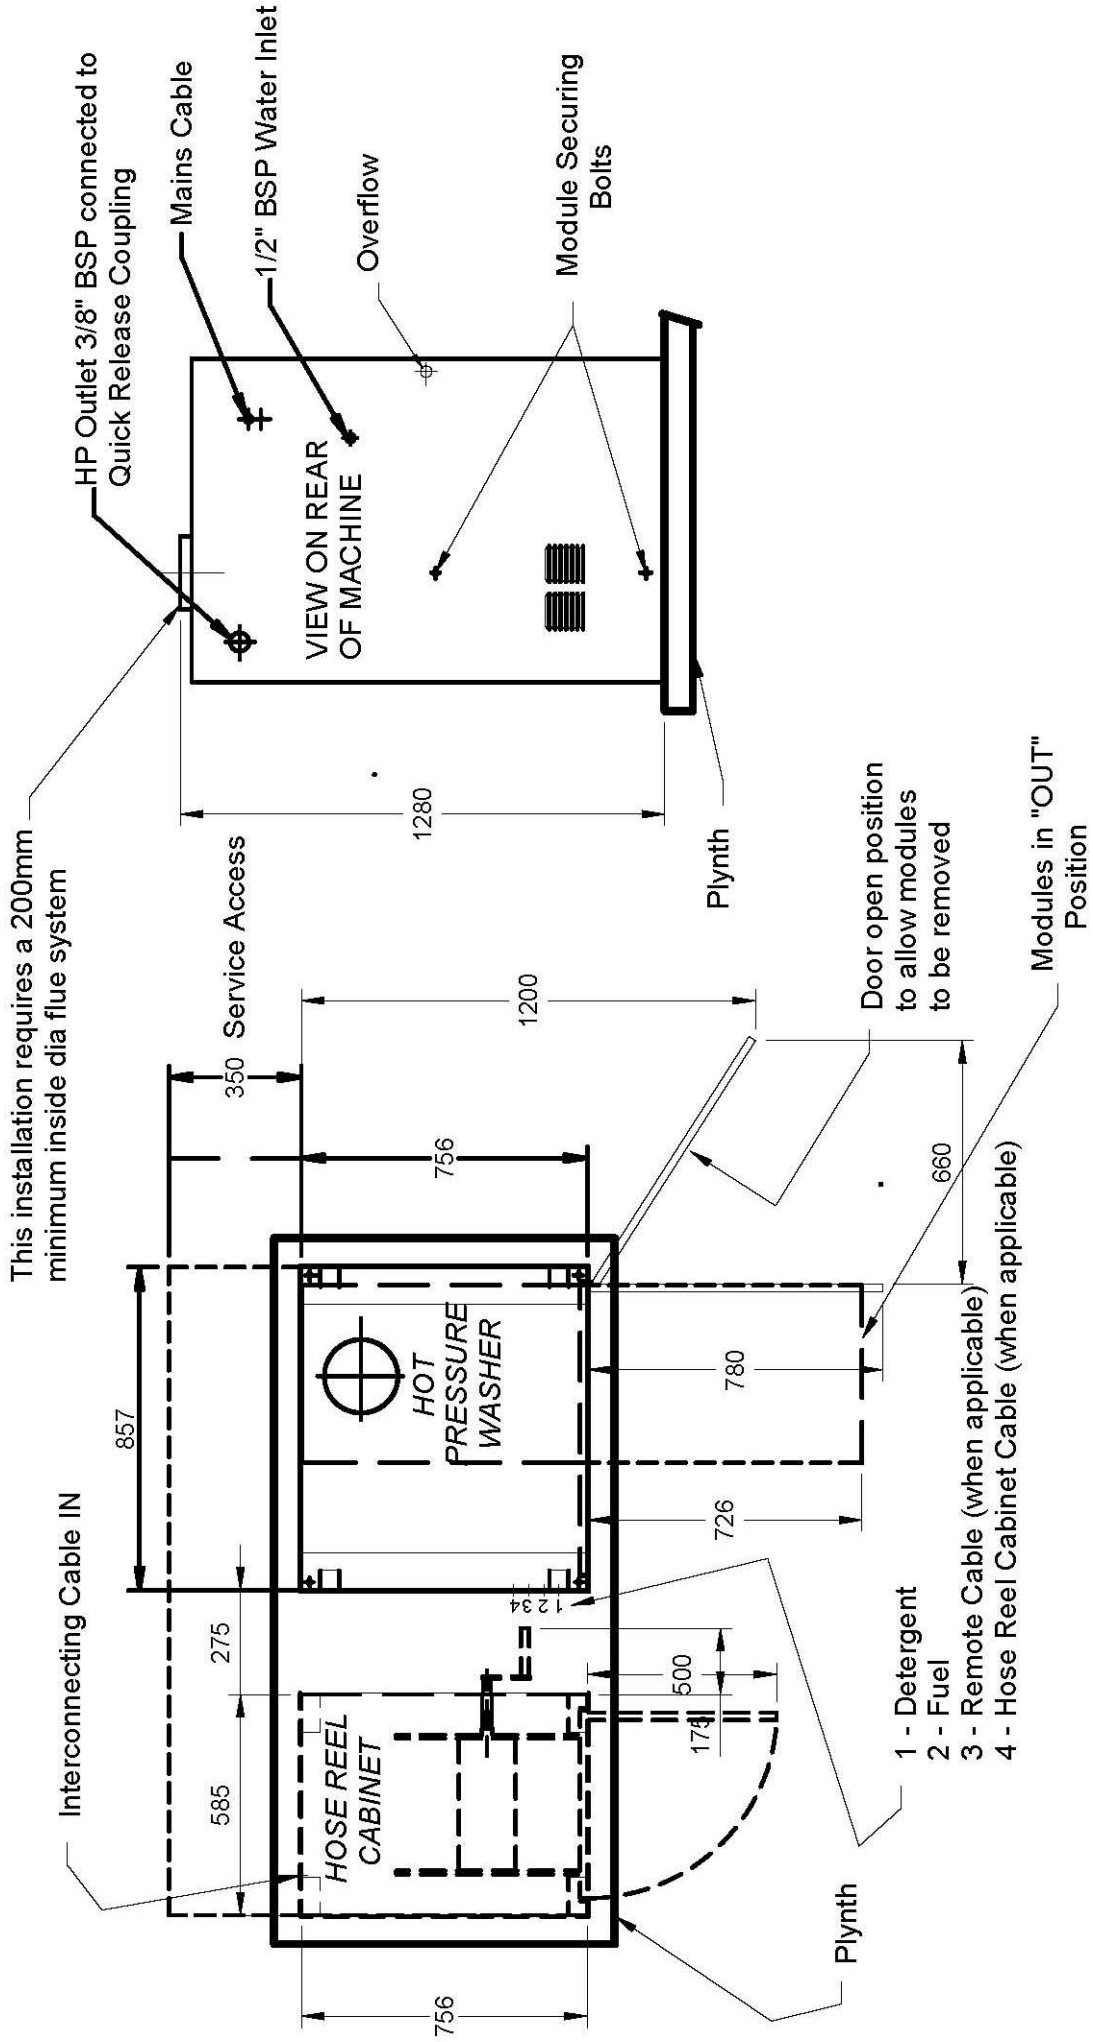 This installation requires a 200mm
minimum inside dia flue system
HP Outlet 3/8" BSP connected to
Quick Release Coupling
Mains Cable
1/2" BSP Water Inlet
Overflow
Module Securing
Bolts
VIEW ON REAR
OF MACHINE
1280
Plynth
Interconnecting Cable IN
857
275
585
350 Service Access
756
1200
HOSE REEL
CABINET
HOT
PRESSURE
WASHER
1234
756
500
175
726
780
660
Door open position
to allow modules
to be removed
Modules in "OUT"
Position
Plynth
1 - Detergent
2 - Fuel
3 - Remote Cable (when applicable)
4 - Hose Reel Cabinet Cable (when applicable)